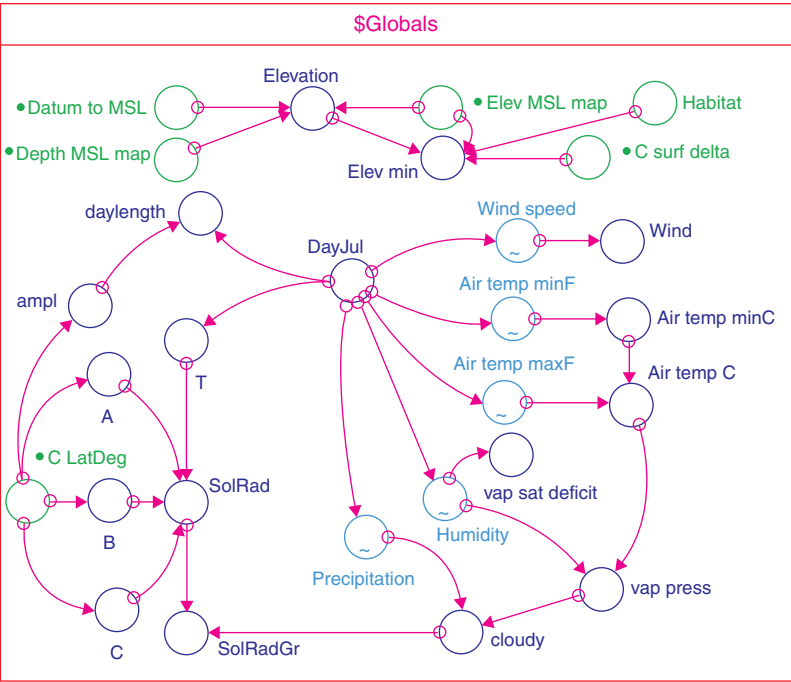 $Globals
Elevation
• Datum to MSL
• Elev MSL map
Habitat
• Depth MSL map
Elev min
• C surf delta
daylength
Wind speed
Wind
DayJul
~
Air temp minF
ampl
Air temp minC
~
Air temp maxF
Air temp C
T
A
~
• C LatDeg
SolRad
vap sat deficit
~
B
Humidity
~
Precipitation
vap press
C
SolRadGr
cloudy